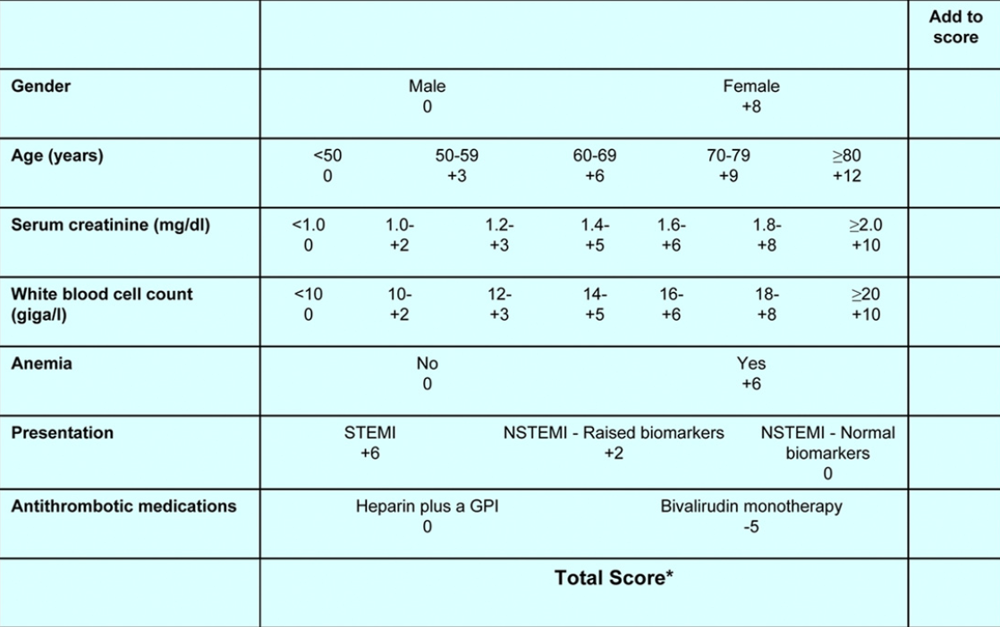 Add to
score
Gender Male Female
0 +8
Age (years) <50 50-59 60-69 70-79 ≥80
0 +3 +6 +9 +12
Serum creatinine (mg/dl) <1.0 1.0- 1.2- 1.4- 1.6- 1.8- ≥2.0
0 +2 +3 +5 +6 +8 +10
White blood cell count <10 10- 12- 14- 16- 18- ≥20
(giga/l) 0 +2 +3 +5 +6 +8 +10
Anemia No Yes
0 +6
Presentation STEMI NSTEMI - Raised biomarkers NSTEMI - Normal
+6 +2 biomarkers
0
Antithrombotic medications Heparin plus a GPI Bivalirudin monotherapy
0 -5
Total Score*